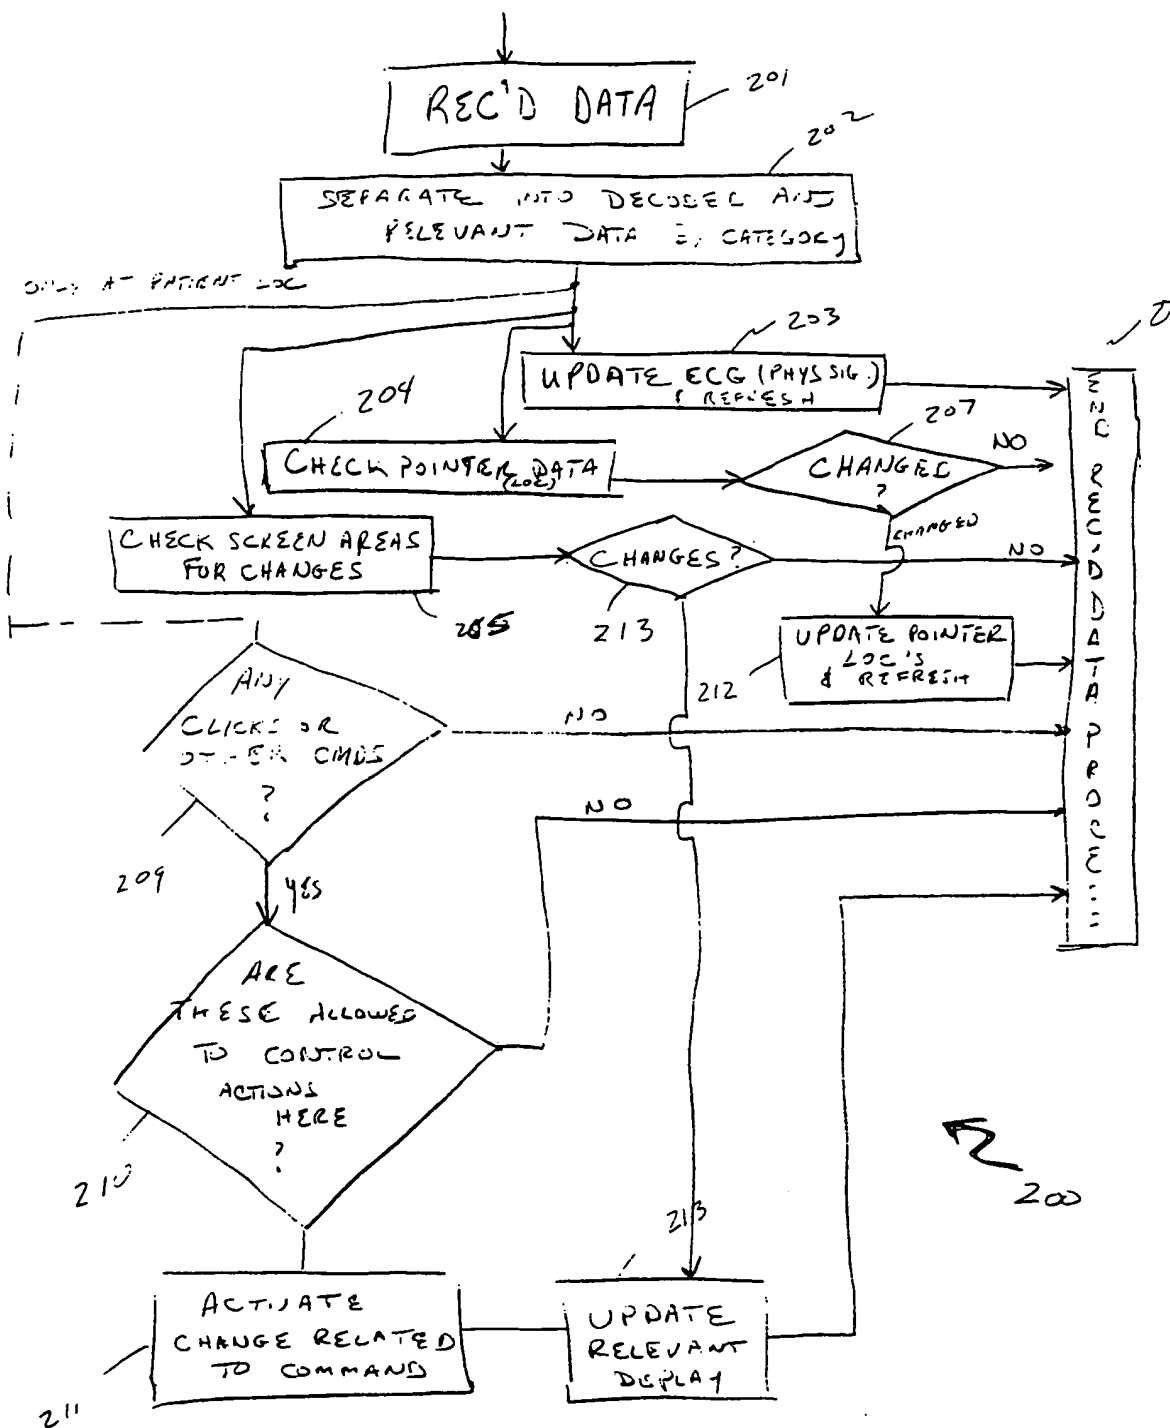 REC'D DATA
201
202
SEPARATE INTO DECODED AND
RELEVANT DATA BY CATEGORY
ONLY AT PATIENT LOC
203
UPDATE ECG (PHYS SIG.)
& REFRESH
204
CHECK POINTER DATA
(LOC)
207
CHANGES
?
NO
CHANGED
CHECK SCREEN AREAS
FOR CHANGES
205
CHANGES?
NO
213
UPDATE POINTER
LOC'S
& REFRESH
212
END REC'D DATA
ANY
CLICKS OR
OTHER CMDS
?
NO
209
YES
ARE
THESE ALLOWED
TO CONTROL
ACTIONS
HERE
?
NO
210
200
213
ACTIVATE
CHANGE RELATED
TO COMMAND
211
UPDATE
RELEVANT
DISPLAY